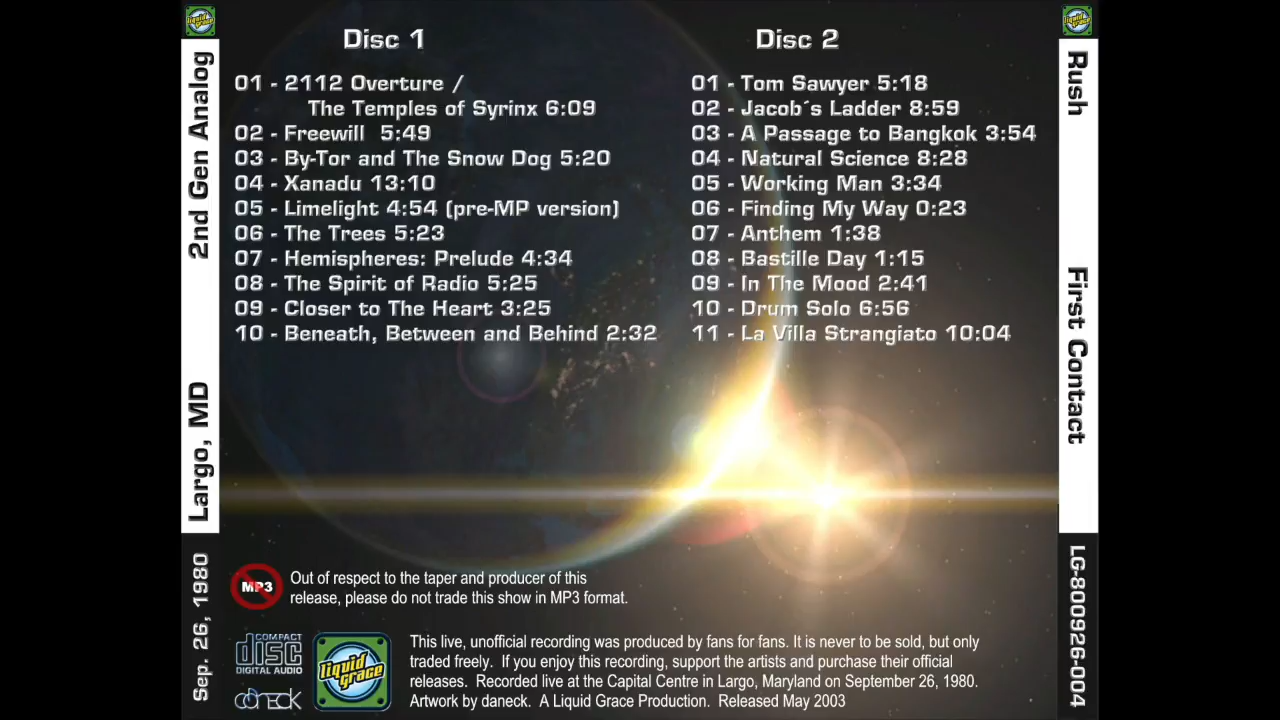 liquid grace
2nd Gen Analog
Largo, MD
Sep. 26, 1980
Disc 1
01 - 2112 Overture /
The Temples of Syrinx 6:09
02 - Freewill 5:49
03 - By-Tor and The Snow Dog 5:20
04 - Xanadu 13:10
05 - Limelight 4:54 (pre-MP version)
06 - The Trees 5:23
07 - Hemispheres: Prelude 4:34
08 - The Spirit of Radio 5:25
09 - Closer to The Heart 3:25
10 - Beneath, Between and Behind 2:32
Disc 2
01 - Tom Sawyer 5:18
02 - Jacob´s Ladder 8:59
03 - A Passage to Bangkok 3:54
04 - Natural Science 8:28
05 - Working Man 3:34
06 - Finding My Way 0:23
07 - Anthem 1:38
08 - Bastille Day 1:15
09 - In The Mood 2:41
10 - Drum Solo 6:56
11 - La Villa Strangiato 10:04
liquid grace
Rush
First Contact
LG-800926-004
MP3
Out of respect to the taper and producer of this
release, please do not trade this show in MP3 format.
COMPACT
disc
DIGITAL AUDIO
daneck
liquid
grace
This live, unofficial recording was produced by fans for fans. It is never to be sold, but only
traded freely. If you enjoy this recording, support the artists and purchase their official
releases. Recorded live at the Capital Centre in Largo, Maryland on September 26, 1980.
Artwork by daneck. A Liquid Grace Production. Released May 2003